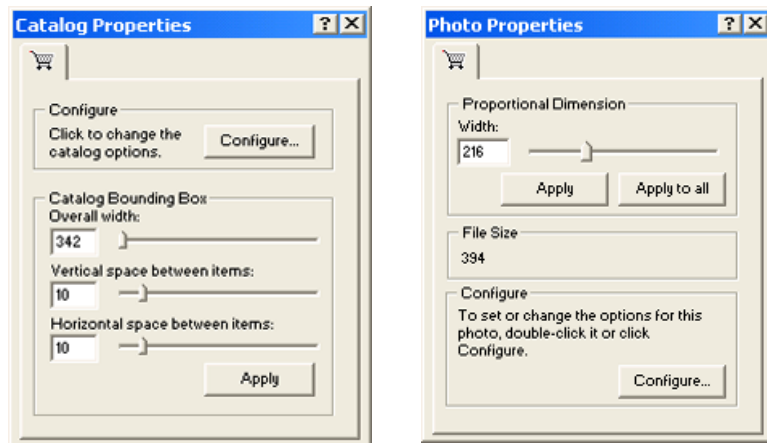 Catalog Properties
Configure
Click to change the
catalog options.
Configure...
Catalog Bounding Box
Overall width:
342
Vertical space between items:
10
Horizontal space between items:
10
Apply
Photo Properties
Proportional Dimension
Width:
216
Apply
Apply to all
File Size
394
Configure
To set or change the options for this
photo, double-click it or click
Configure.
Configure...